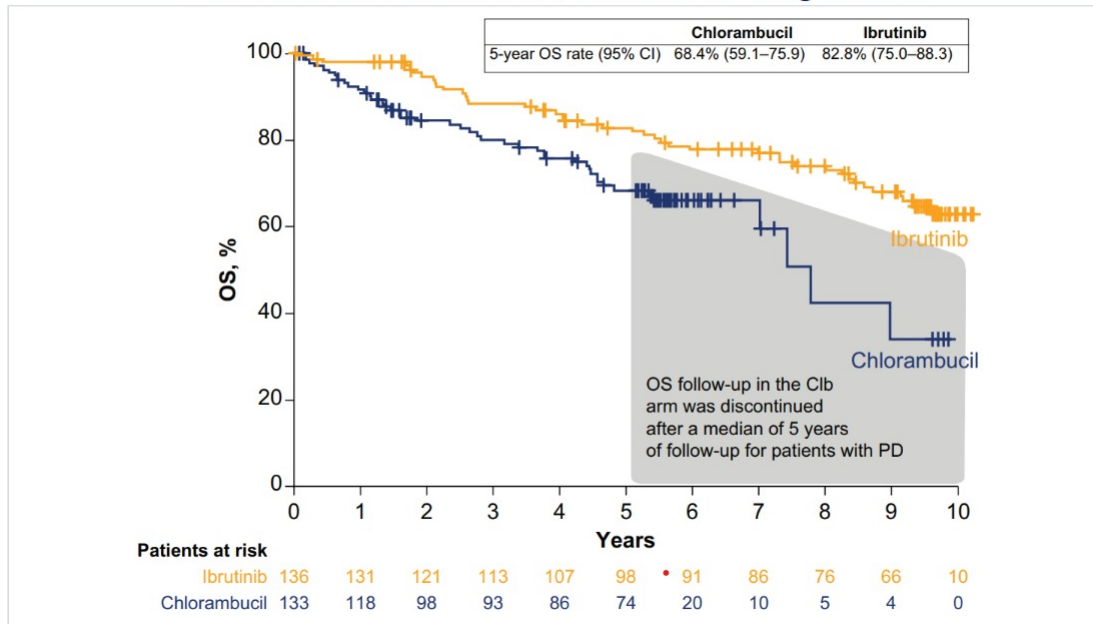 Chlorambucil Ibrutinib
5-year OS rate (95% CI) 68.4% (59.1–75.9) 82.8% (75.0–88.3)
100
80
60
40
20
0
OS, %
Ibrutinib
Chlorambucil
OS follow-up in the Clb
arm was discontinued
after a median of 5 years
of follow-up for patients with PD
0 1 2 3 4 5 6 7 8 9 10
Years
Patients at risk
Ibrutinib 136 131 121 113 107 98 91 86 76 66 10
Chlorambucil 133 118 98 93 86 74 20 10 5 4 0